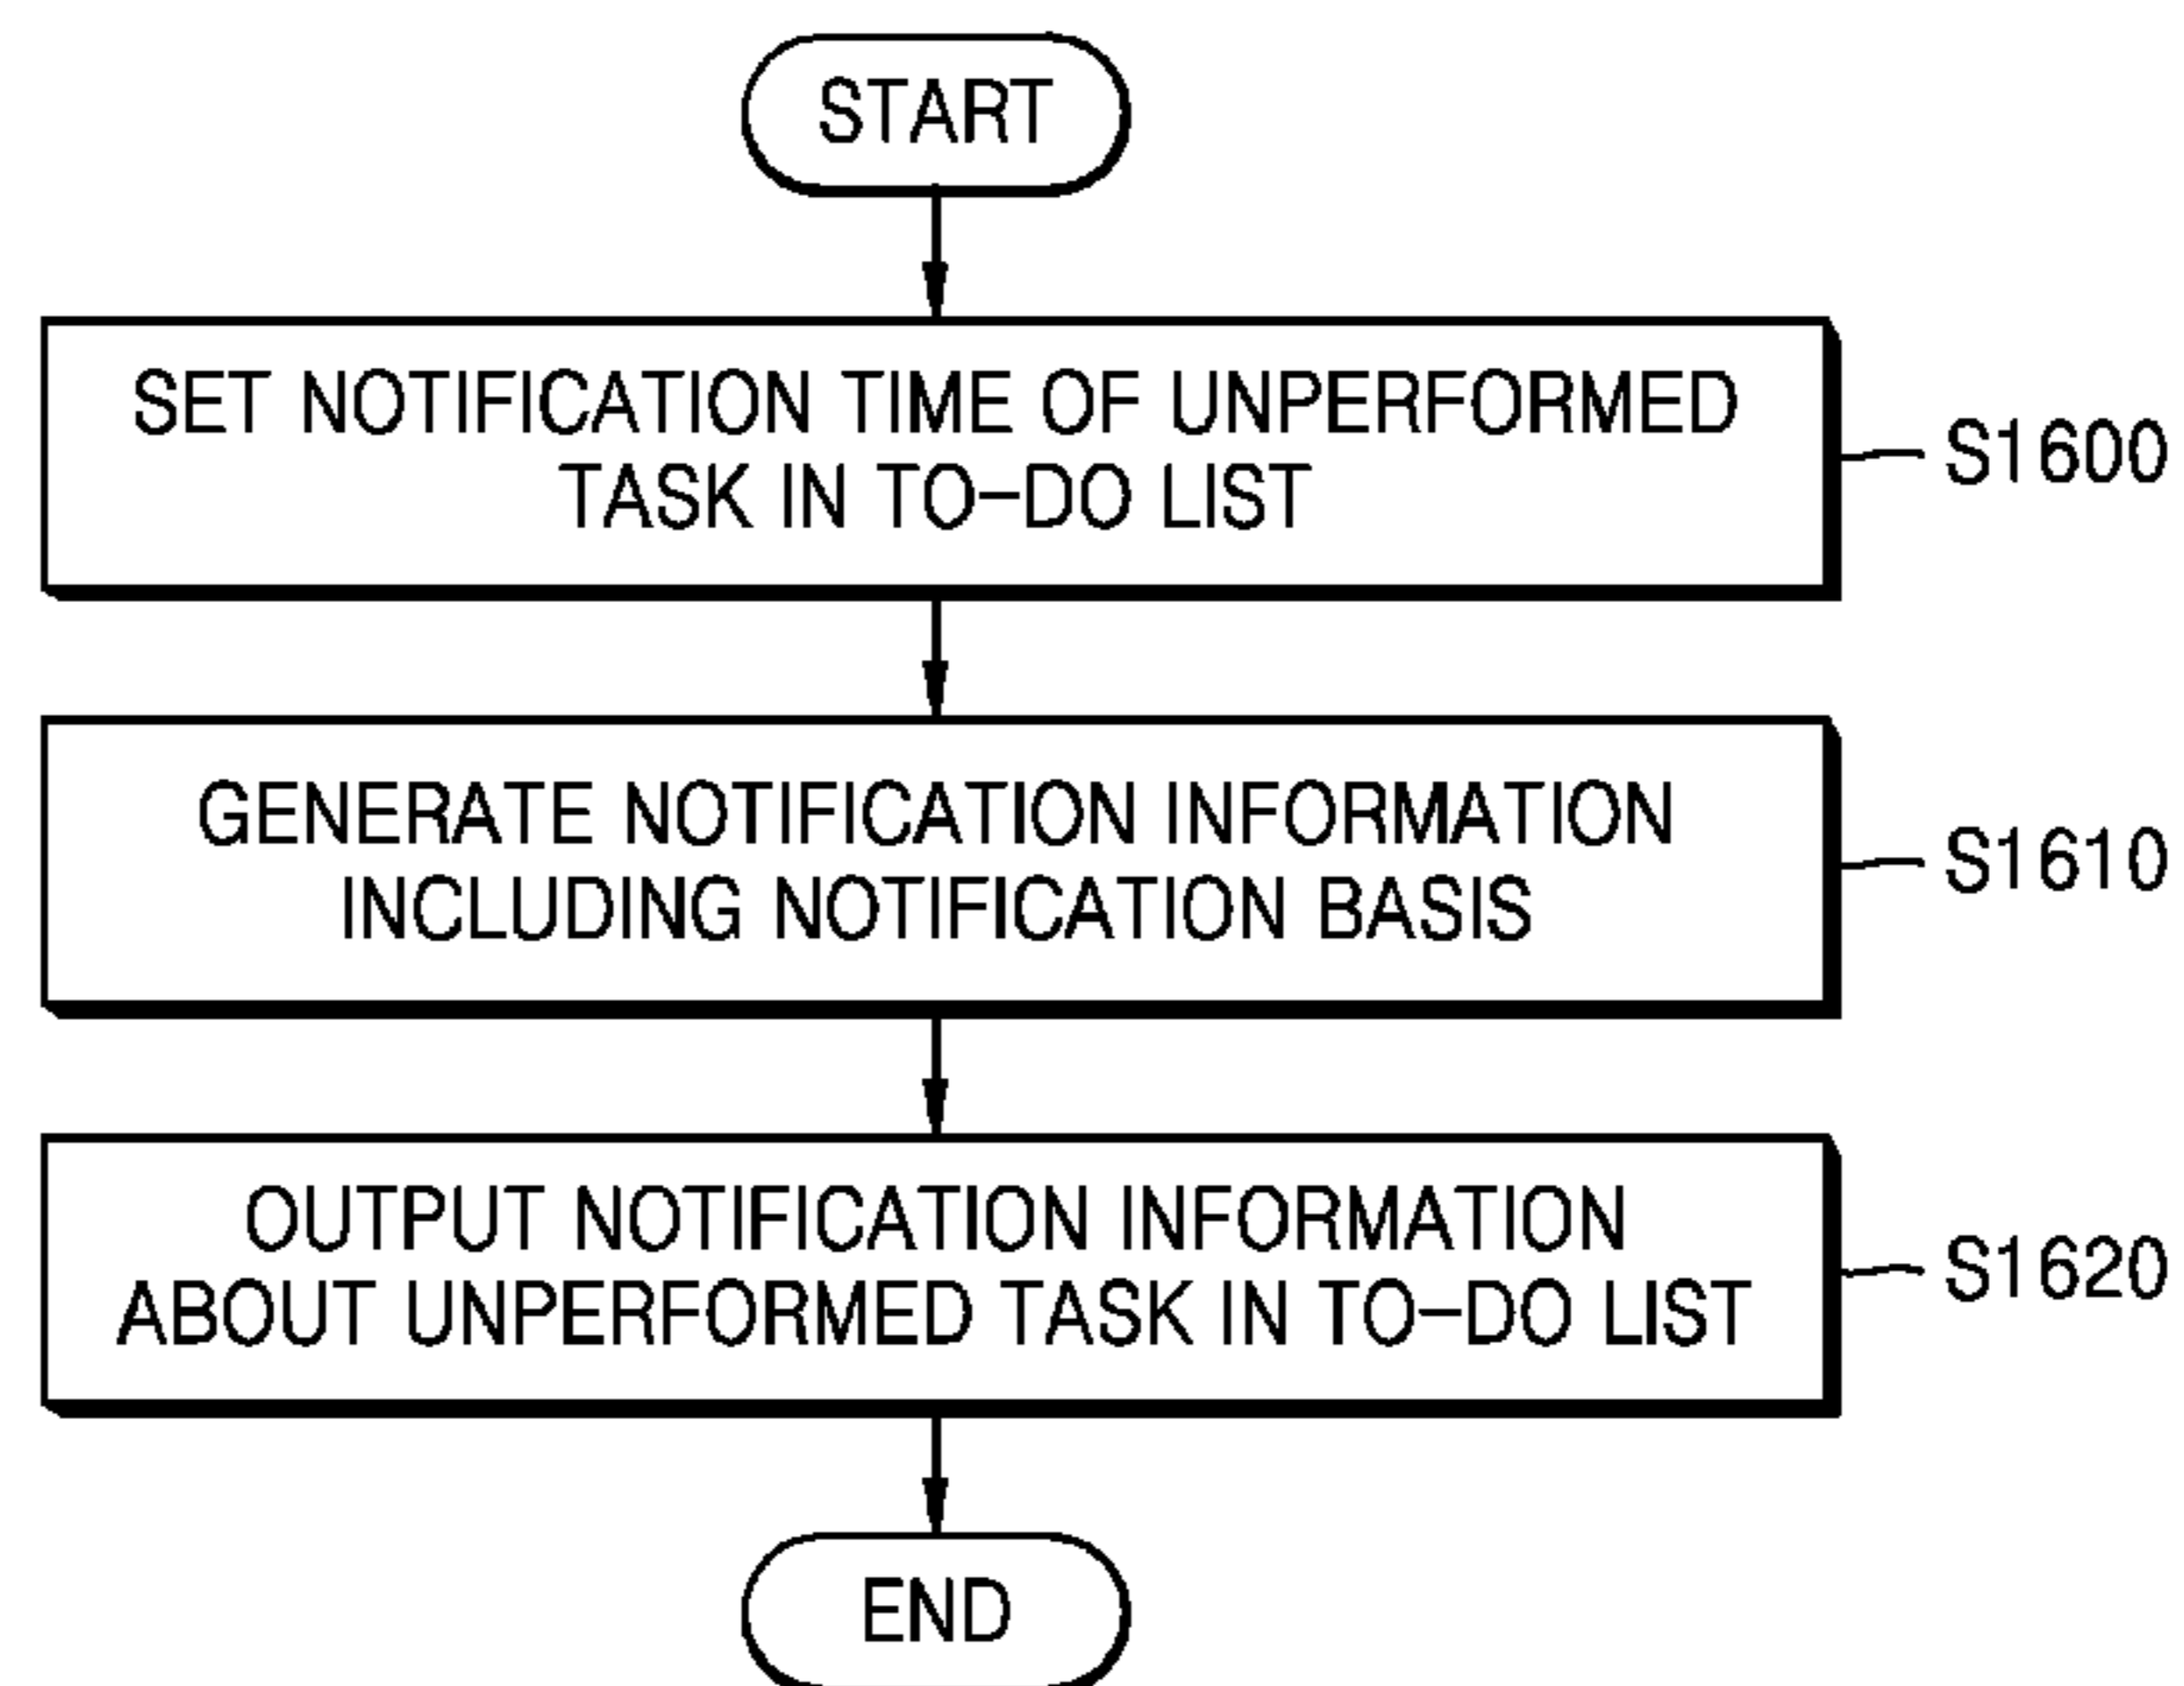 START
SET NOTIFICATION TIME OF UNPERFORMED
TASK IN TO-DO LIST
S1600
GENERATE NOTIFICATION INFORMATION
INCLUDING NOTIFICATION BASIS
S1610
OUTPUT NOTIFICATION INFORMATION
ABOUT UNPERFORMED TASK IN TO-DO LIST
S1620
END